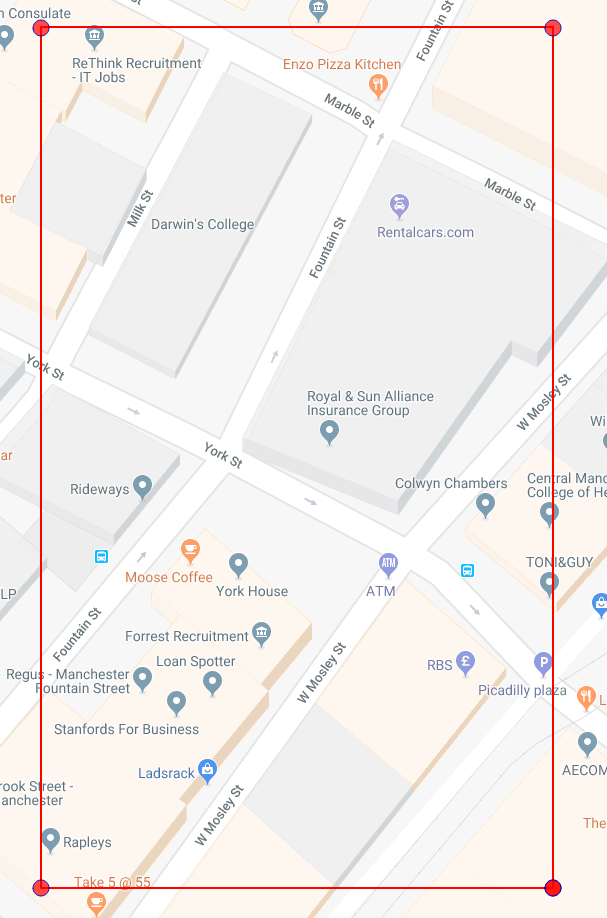 n Consulate
St
Fountain St
ReThink Recruitment
- IT Jobs
Enzo Pizza Kitchen
Marble St
Marble St
ter
Milk St
Darwin's College
Rentalcars.com
Fountain St
York St
Royal & Sun Alliance
Insurance Group
W Mosley St
Wi
ar
York St
Rideways
Colwyn Chambers
Central Manc
College of He
Moose Coffee
York House
ATM
ATM
TONI&GUY
LP
Fountain St
Forrest Recruitment
Loan Spotter
W Mosley St
RBS
P
Picadilly plaza
Regus - Manchester
Fountain Street
L
Stanfords For Business
Ladsrack
AECOM
rook Street -
anchester
W Mosley St
The
Rapleys
Take 5 @ 55